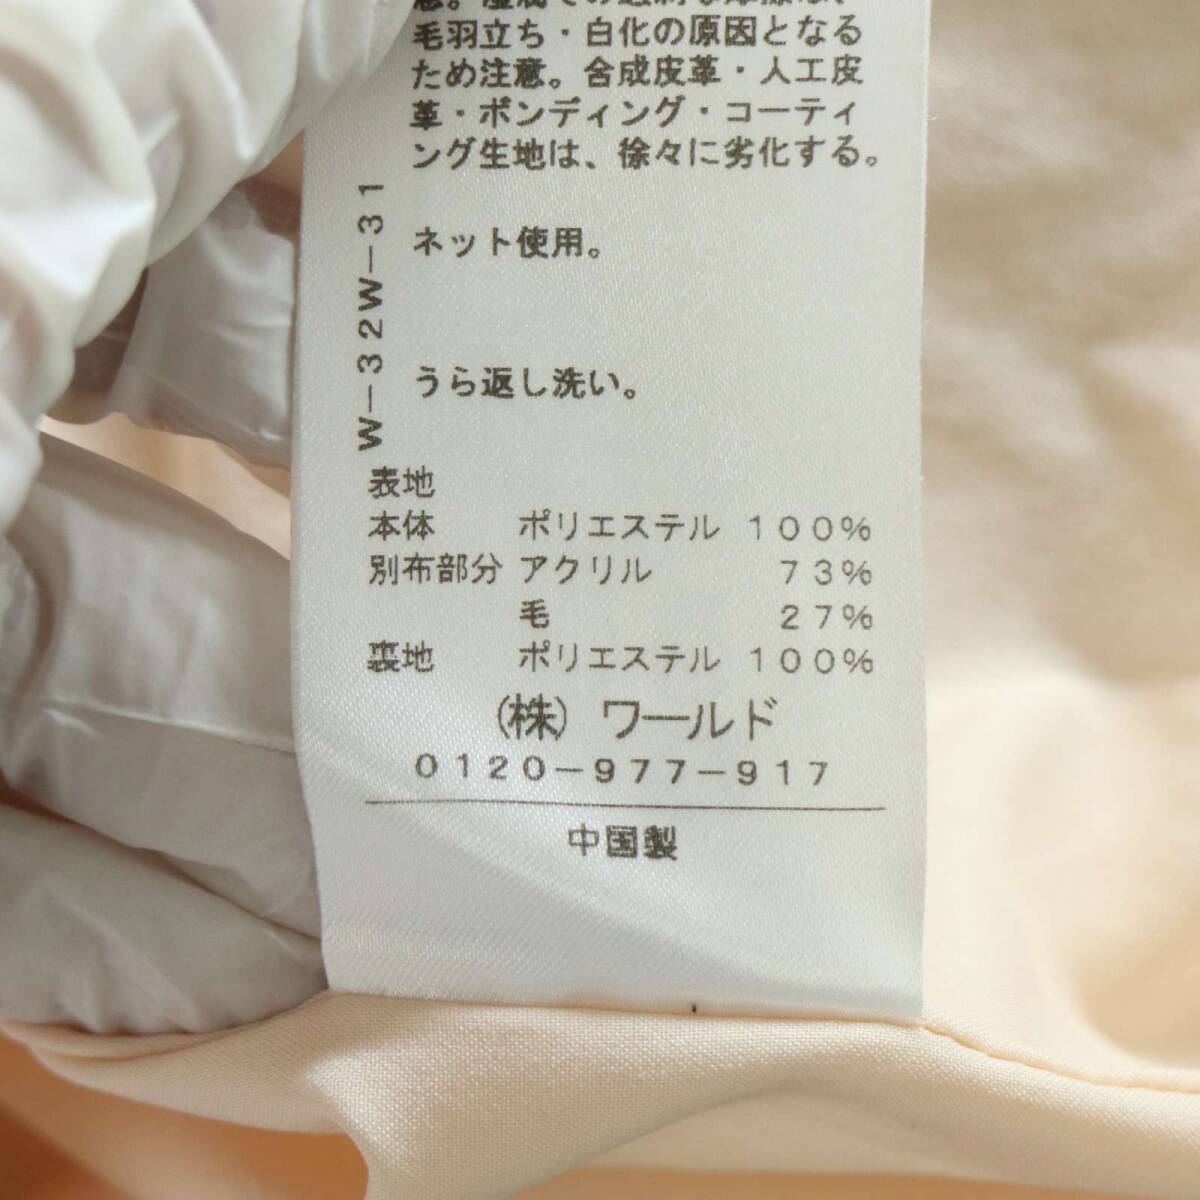 毛羽立ち・白化の原因となる
ため注意。合成皮革・人工皮
革・ボンディング・コーティ
ング生地は、徐々に劣化する。
ネット使用。
うら返し洗い。
W-32W-31
表地
本体 ポリエステル 100%
別布部分 アクリル 73%
毛 27%
裏地 ポリエステル 100%
(株) ワールド
0120-977-917
中国製